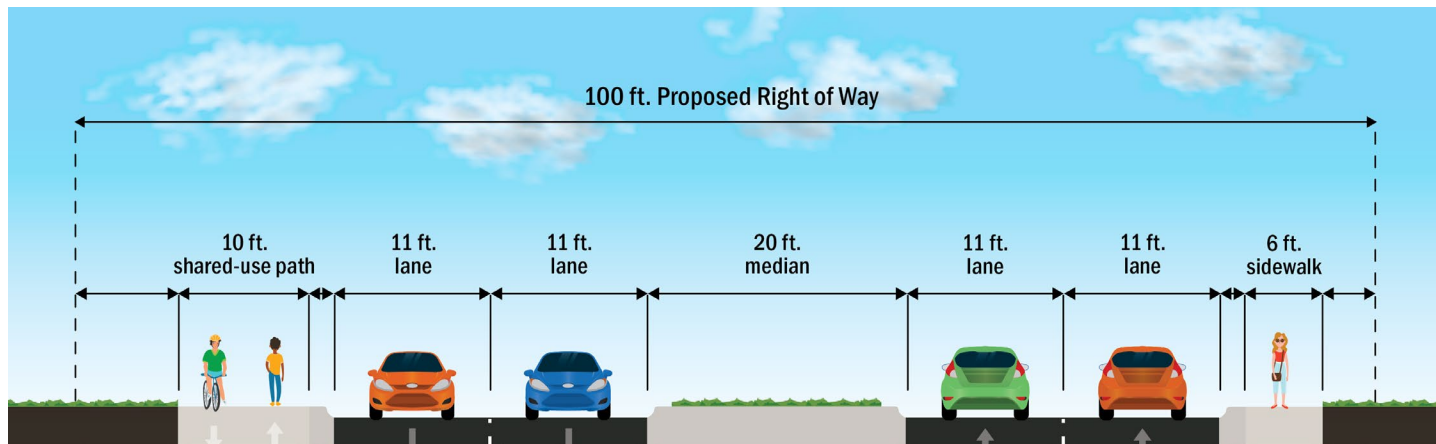 100 ft. Proposed Right of Way
10 ft.
shared-use path
11 ft.
lane
11 ft.
lane
20 ft.
median
11 ft.
lane
11 ft.
lane
6 ft.
sidewalk